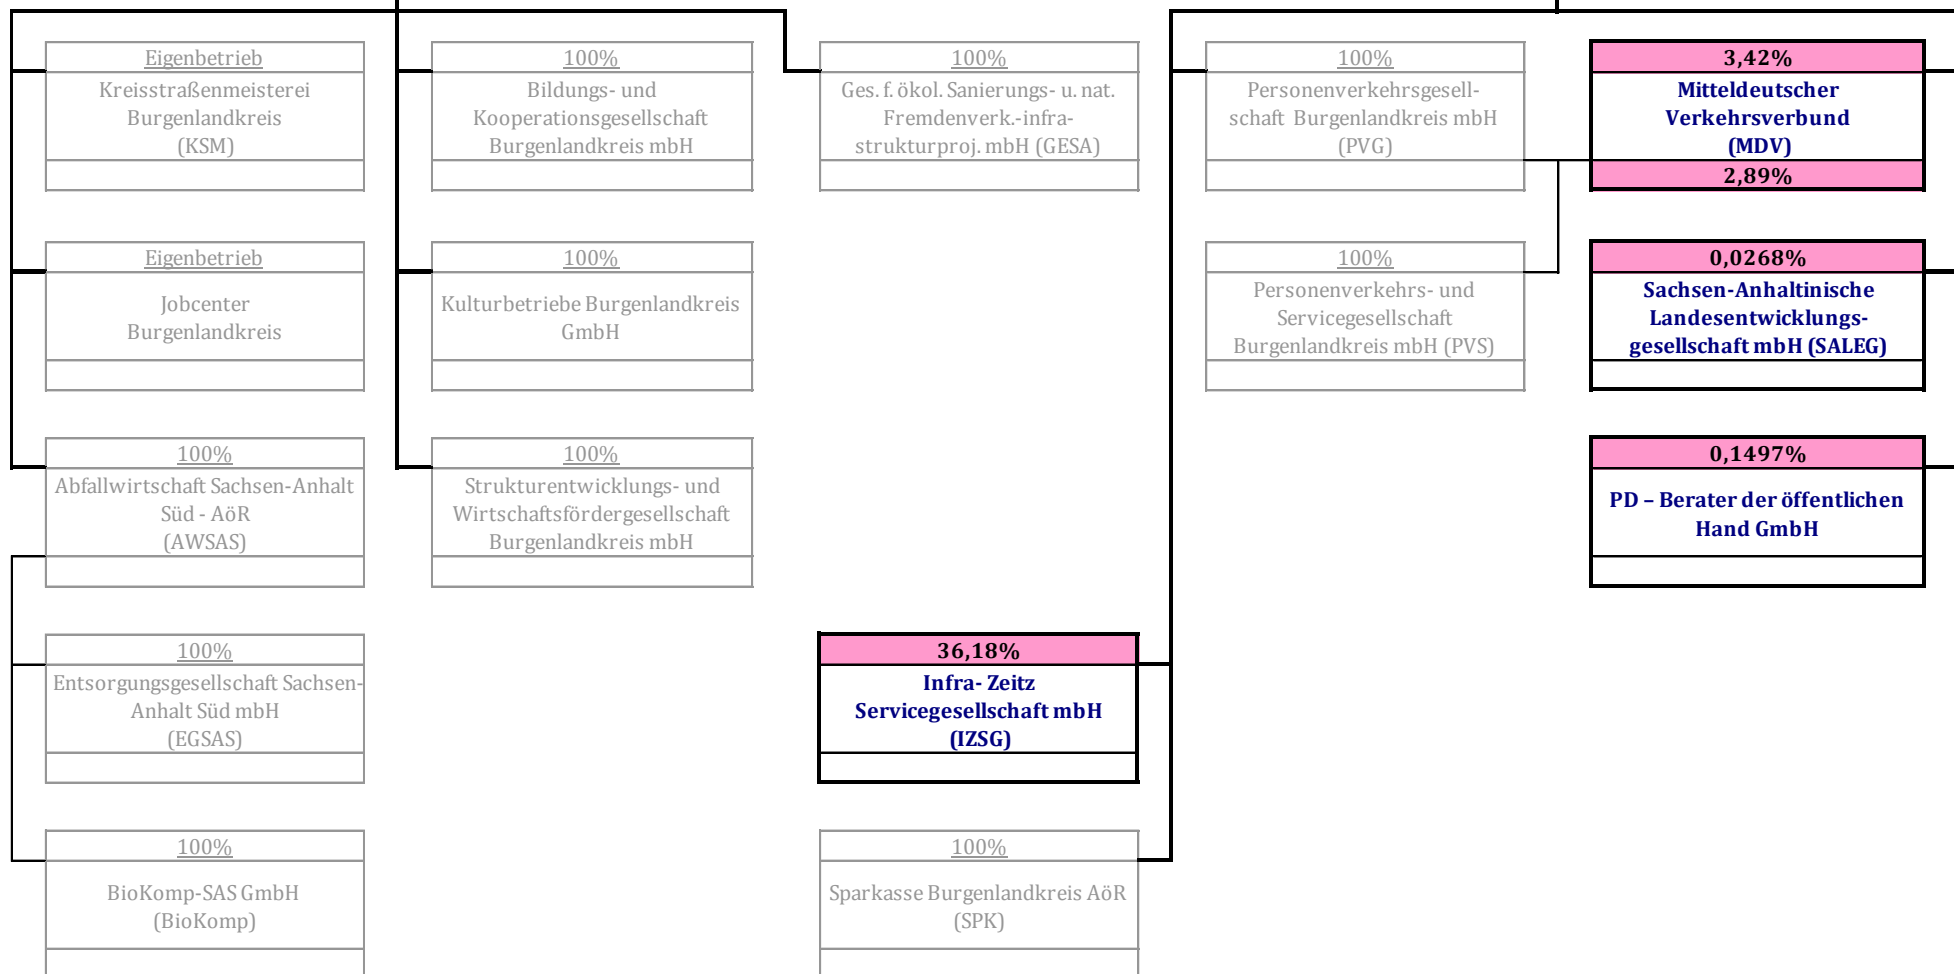 Eigenbetrieb
Kreisstraßenmeisterei
Burgenlandkreis
(KSM)
100%
Bildungs- und
Kooperationsgesellschaft
Burgenlandkreis mbH
100%
Ges. f. ökol. Sanierungs- u. nat.
Fremdenverk.-infra-
strukturproj. mbH (GESA)
100%
Personenverkehrsgesell-
schaft Burgenlandkreis mbH
(PVG)
3,42%
Mitteldeutscher
Verkehrsverbund
(MDV)
2,89%
Eigenbetrieb
Jobcenter
Burgenlandkreis
100%
Kulturbetriebe Burgenlandkreis
GmbH
100%
Personenverkehrs- und
Servicegesellschaft
Burgenlandkreis mbH (PVS)
0,0268%
Sachsen-Anhaltinische
Landesentwicklungs-
gesellschaft mbH (SALEG)
100%
Abfallwirtschaft Sachsen-Anhalt
Süd - AöR
(AWSAS)
100%
Strukturentwicklungs- und
Wirtschaftsfördergesellschaft
Burgenlandkreis mbH
0,1497%
PD – Berater der öffentlichen
Hand GmbH
100%
Entsorgungsgesellschaft Sachsen-
Anhalt Süd mbH
(EGSAS)
36,18%
Infra- Zeitz
Servicegesellschaft mbH
(IZSG)
100%
BioKomp-SAS GmbH
(BioKomp)
100%
Sparkasse Burgenlandkreis AöR
(SPK)